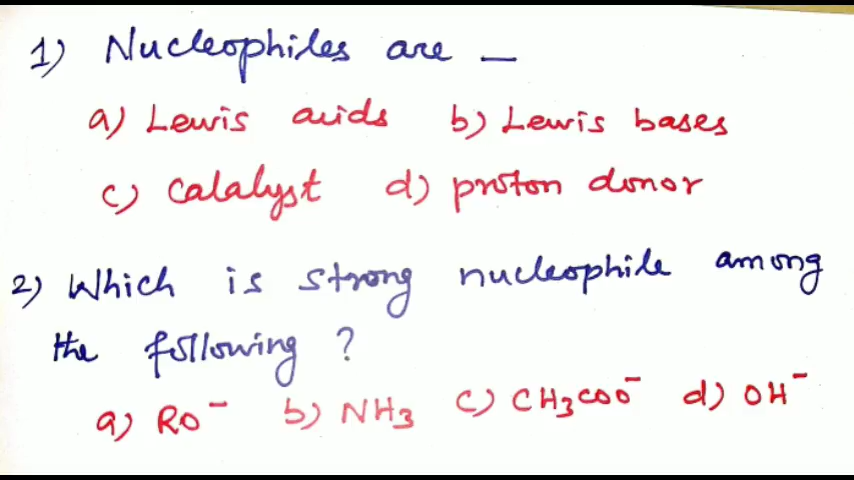 1) Nucleophiles are —
a) Lewis acids b) Lewis bases
c) Catalyst d) proton donor
2) Which is strong nucleophile among
the following ?
a) RO⁻ b) NH₃ c) CH₃COO⁻ d) OH⁻